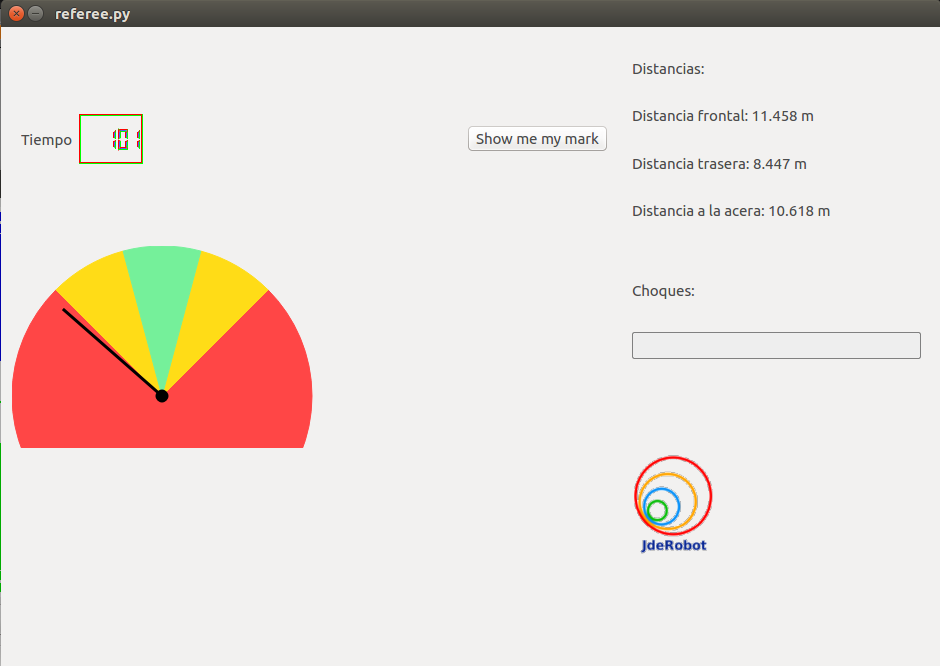 referee.py
Tiempo
Show me my mark
Distancias:
Distancia frontal: 11.458 m
Distancia trasera: 8.447 m
Distancia a la acera: 10.618 m
Choques:
JdeRobot